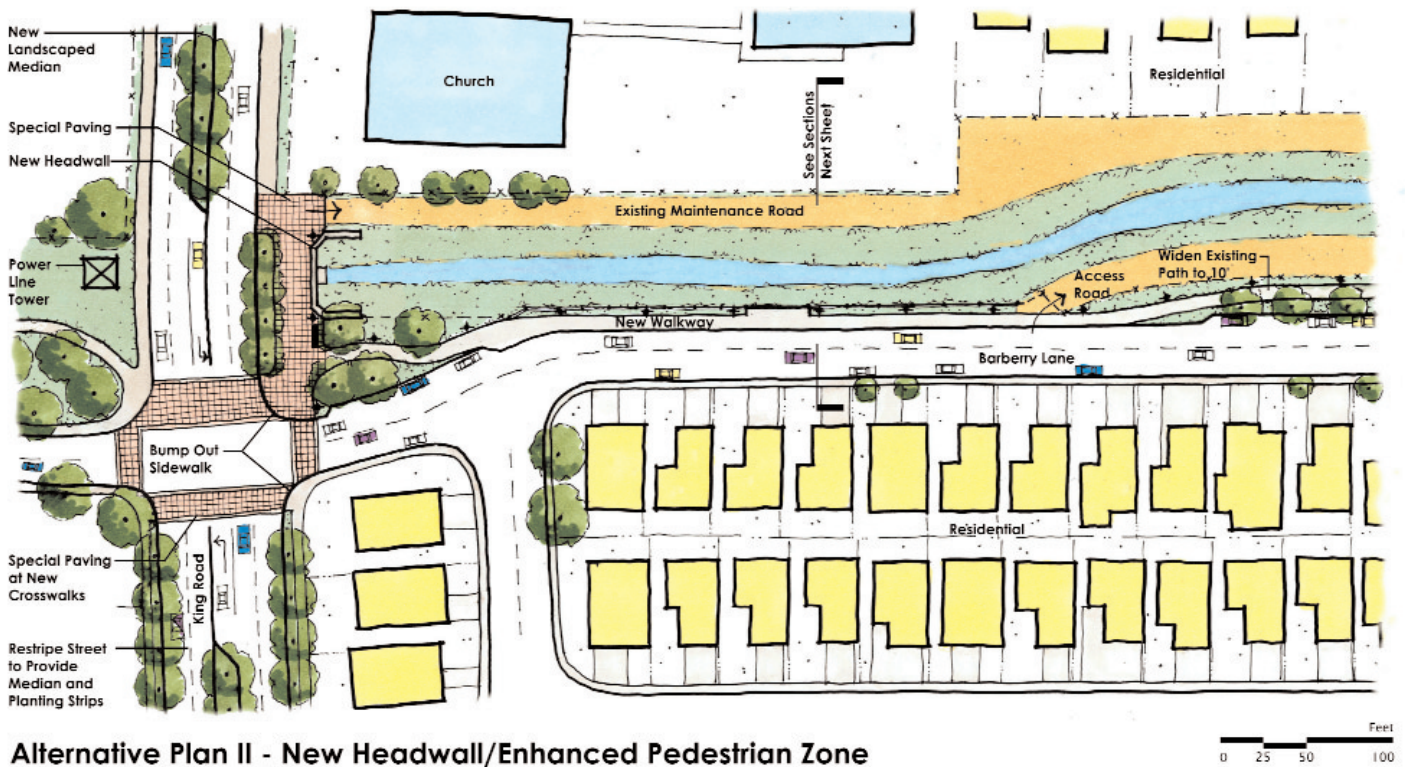 New
Landscaped
Median
Special Paving
New Headwall
Power
Line
Tower
Church
See Sections
Next Sheet
Residential
Existing Maintenance Road
Widen Existing
Path to 10'
Access
Road
New Walkway
Barberry Lane
Bump Out
Sidewalk
Residential
Special Paving
at New
Crosswalks
King Road
Restripe Street
to Provide
Median and
Planting Strips
Alternative Plan II - New Headwall/Enhanced Pedestrian Zone
Feet
0 25 50 100